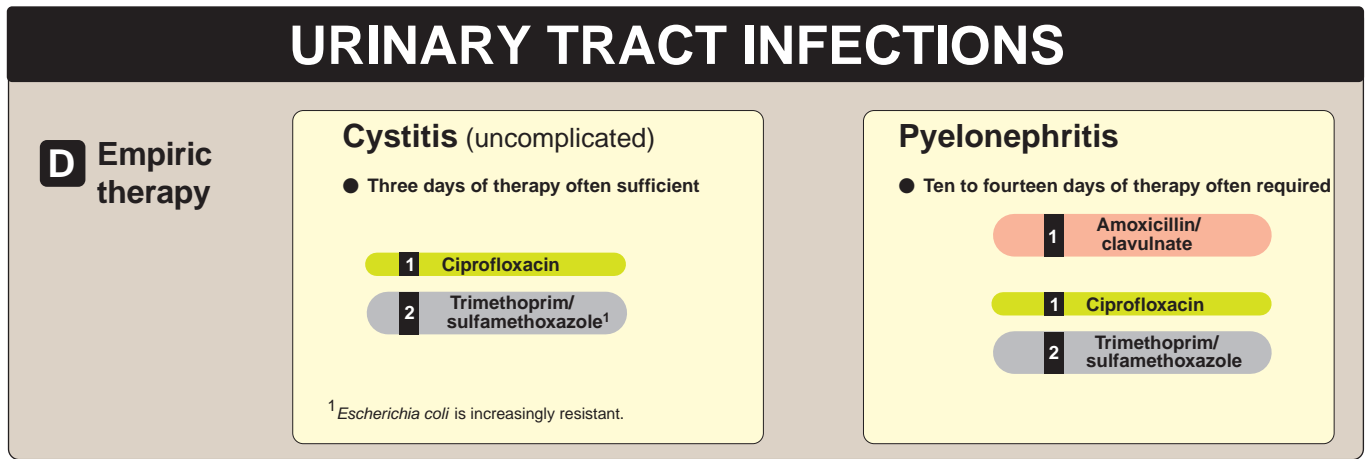 URINARY TRACT INFECTIONS
D Empiric
therapy
Cystitis (uncomplicated)
● Three days of therapy often sufficient
1 Ciprofloxacin
2 Trimethoprim/
sulfamethoxazole¹
¹Escherichia coli is increasingly resistant.
Pyelonephritis
● Ten to fourteen days of therapy often required
1 Amoxicillin/
clavulnate
1 Ciprofloxacin
2 Trimethoprim/
sulfamethoxazole